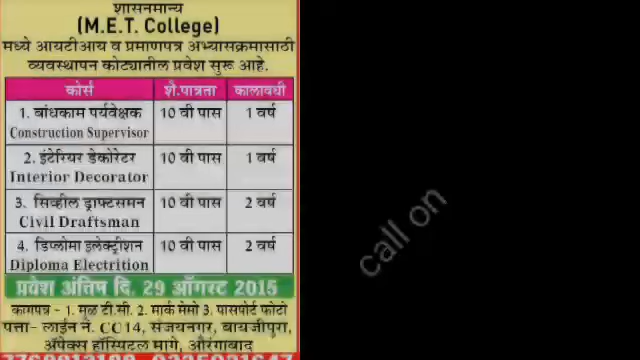 शासनमान्य
(M.E.T. College)
मध्ये आयटीआय व प्रमाणपत्र अभ्यासक्रमासाठी
व्यवस्थापन कोट्यातील प्रवेश सुरू आहे.
कोर्स शै.पात्रता कालावधी
1. बांधकाम पर्यवेक्षक 10 वी पास 1 वर्ष
Construction Supervisor
2. इंटेरियर डेकोरेटर 10 वी पास 1 वर्ष
Interior Decorator
3. सिव्हील ड्राफ्टसमन 10 वी पास 2 वर्ष
Civil Draftsman
4. डिप्लोमा इलेक्ट्रीशन 10 वी पास 2 वर्ष
Diploma Electrition
प्रवेश अंतिम दि. 29 ऑगस्ट 2015
कागपत्र - 1. मुळ टी.सी. 2. मार्क मेमो 3. पासपोर्ट फोटो
पत्ता- लाईन नं. CC14, संजयनगर, बायजीपुरा,
अॅपेक्स हॉस्पिटल मागे, औरंगाबाद
call on